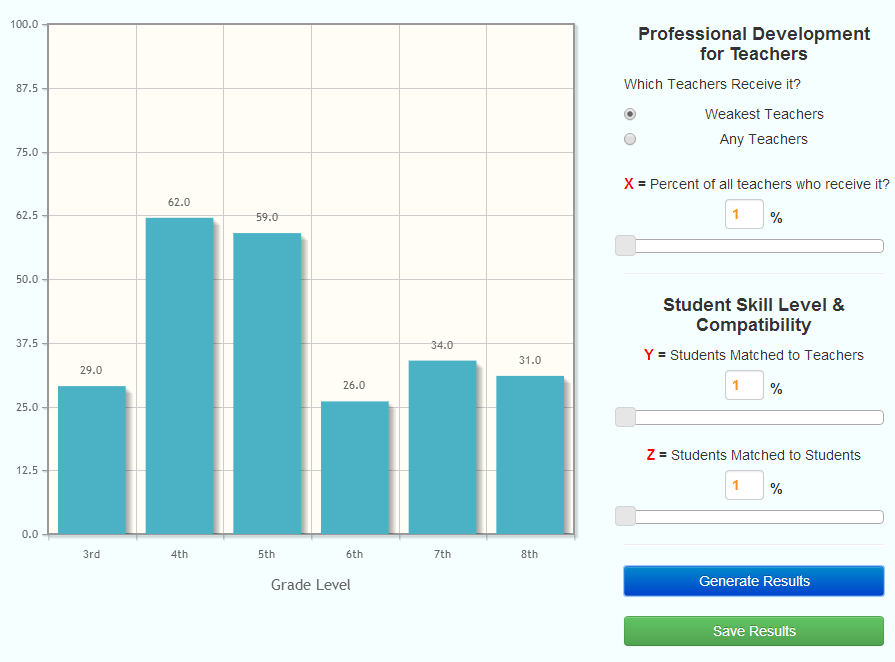 100.0
87.5
75.0
62.5
50.0
37.5
25.0
12.5
0.0
29.0
62.0
59.0
26.0
34.0
31.0
3rd 4th 5th 6th 7th 8th
Grade Level
Professional Development
for Teachers
Which Teachers Receive it?
Weakest Teachers
Any Teachers
X = Percent of all teachers who receive it?
1 %
Student Skill Level &
Compatibility
Y = Students Matched to Teachers
1 %
Z = Students Matched to Students
1 %
Generate Results
Save Results